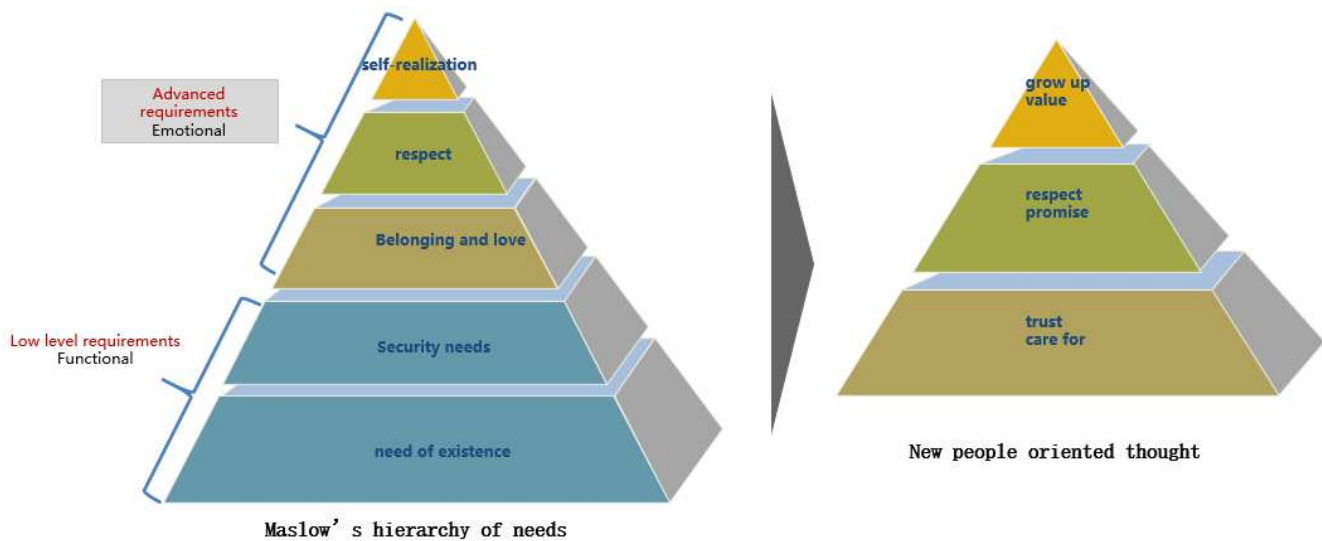 self-realization
Advanced
requirements
Emotional
respect
Belonging and love
Low level requirements
Functional
Security needs
need of existence
Maslow’s hierarchy of needs
grow up
value
respect
promise
trust
care for
New people oriented thought